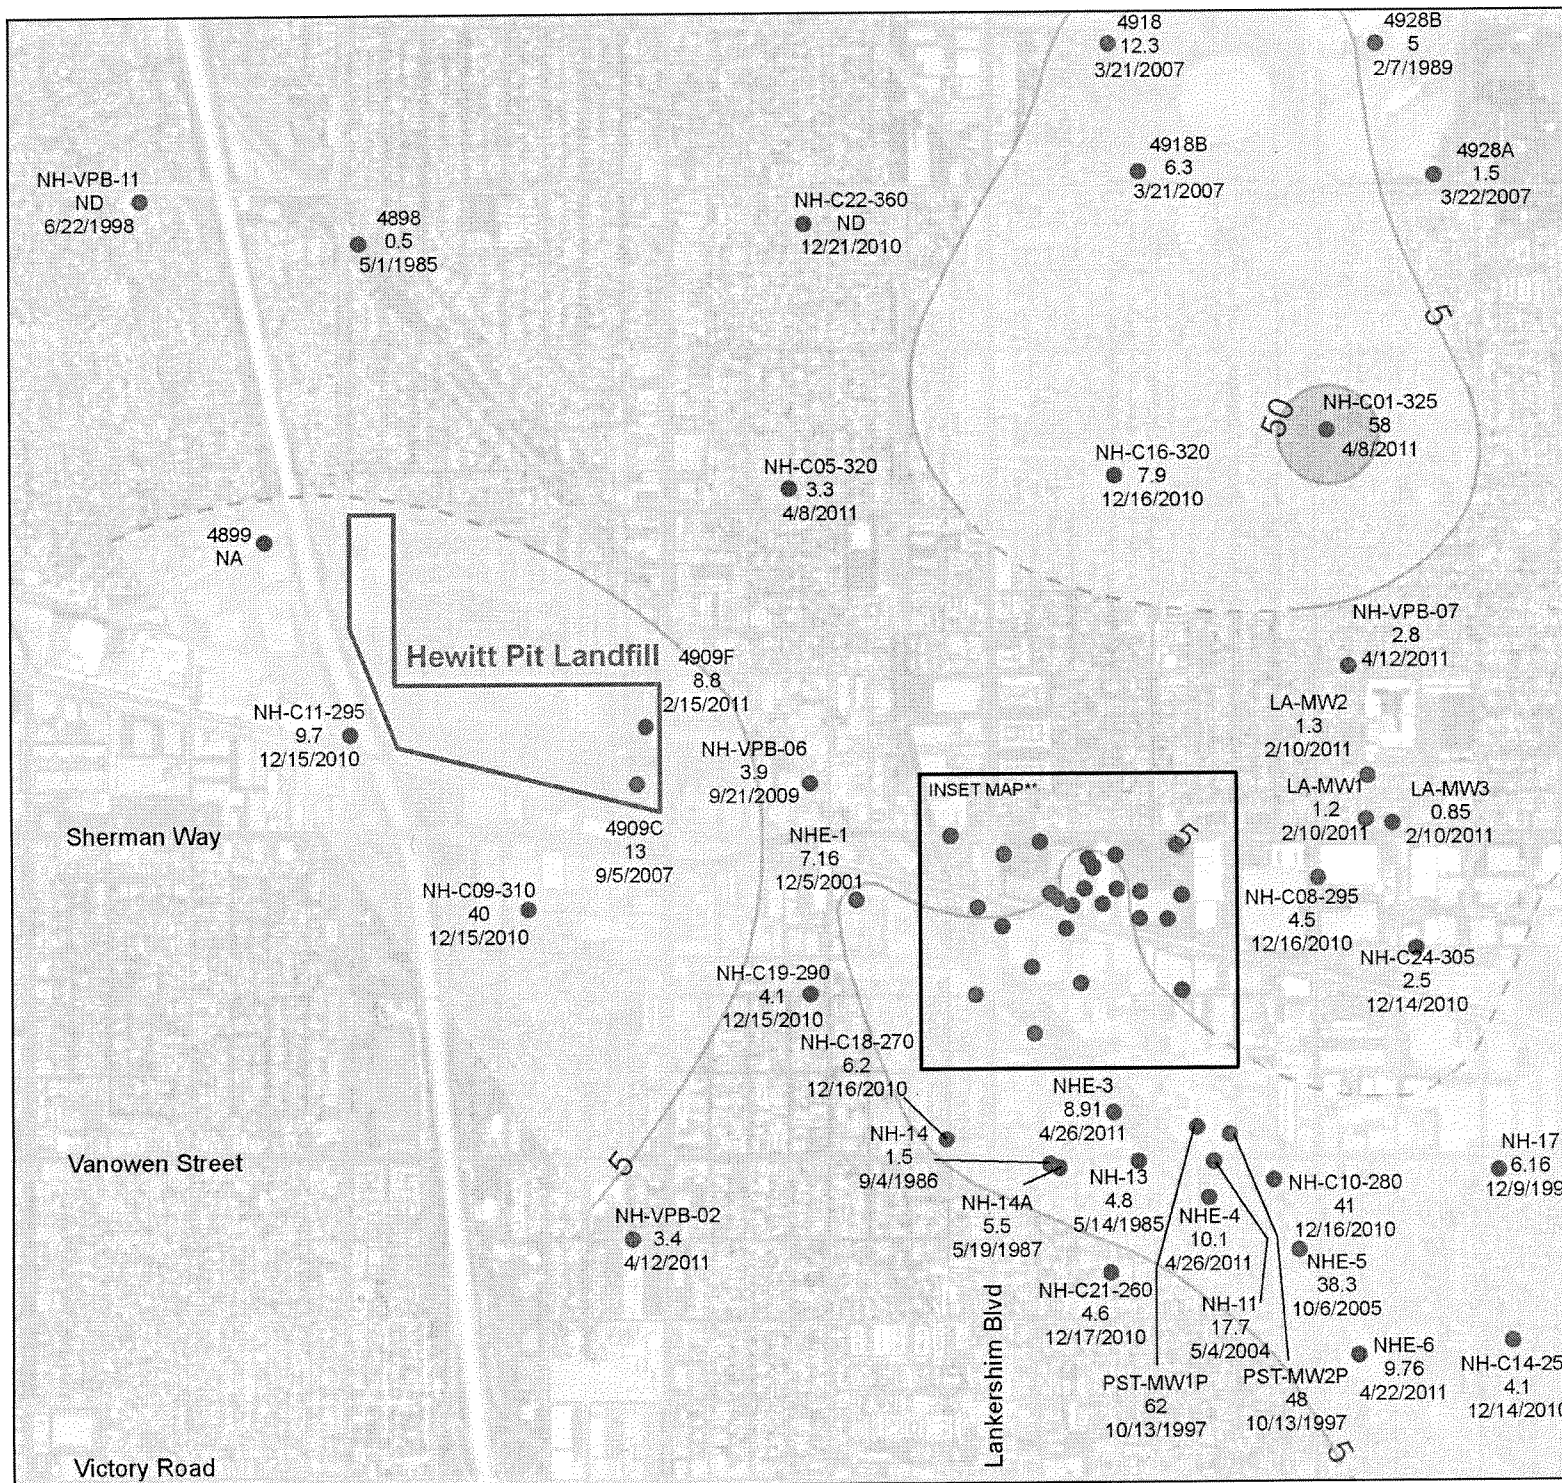 4918
12.3
3/21/2007
4928B
5
2/7/1989
4918B
6.3
3/21/2007
4928A
1.5
3/22/2007
NH-VPB-11
ND
6/22/1998
4898
0.5
5/1/1985
NH-C22-360
ND
12/21/2010
5
50
NH-C01-325
58
4/8/2011
NH-C05-320
3.3
4/8/2011
NH-C16-320
7.9
12/16/2010
4899
NA
NH-VPB-07
2.8
4/12/2011
Hewitt Pit Landfill
4909F
8.8
2/15/2011
NH-C11-295
9.7
12/15/2010
NH-VPB-06
3.9
9/21/2009
LA-MW2
1.3
2/10/2011
LA-MW1
1.2
2/10/2011
LA-MW3
0.85
2/10/2011
INSET MAP**
5
Sherman Way
4909C
13
9/5/2007
NHE-1
7.16
12/5/2001
NH-C09-310
40
12/15/2010
NH-C08-295
4.5
12/16/2010
NH-C24-305
2.5
12/14/2010
NH-C19-290
4.1
12/15/2010
NH-C18-270
6.2
12/16/2010
NHE-3
8.91
4/26/2011
NH-14
1.5
9/4/1986
Vanowen Street
5
NH-14A
5.5
5/19/1987
NH-13
4.8
5/14/1985
NHE-4
10.1
4/26/2011
NH-C10-280
41
12/16/2010
NH-17
6.16
12/9/199
NH-VPB-02
3.4
4/12/2011
NHE-5
38.3
10/6/2005
NH-C21-260
4.6
12/17/2010
Lankershim Blvd
NH-11
17.7
5/4/2004
NHE-6
9.76
4/22/2011
NH-C14-25
4.1
12/14/2010
PST-MW1P
62
10/13/1997
PST-MW2P
48
10/13/1997
5
Victory Road